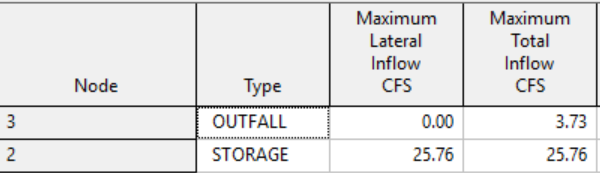 Node Type Maximum Lateral Inflow CFS Maximum Total Inflow CFS
3 OUTFALL 0.00 3.73
2 STORAGE 25.76 25.76